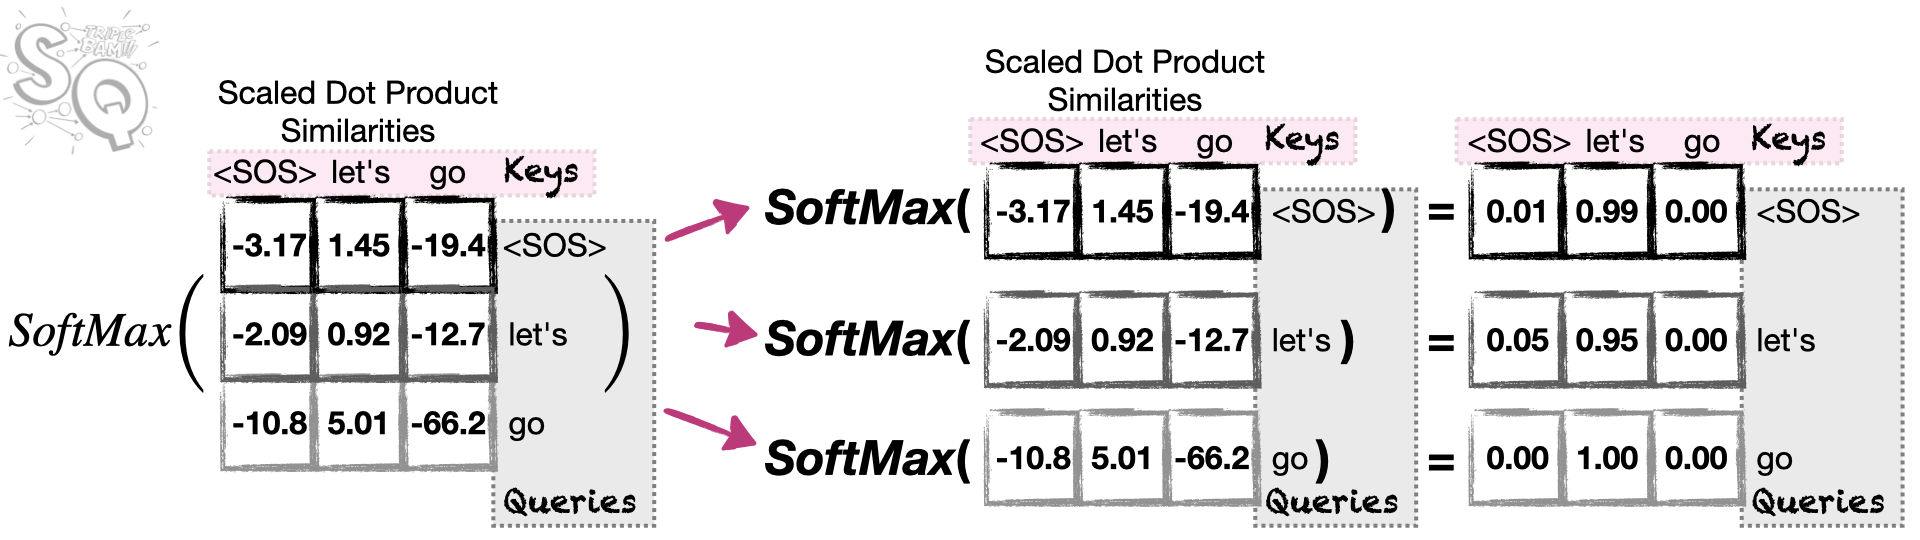 SQ
TRIPLE
BAM!!!
Scaled Dot Product
Similarities
<SOS> let's go Keys
SoftMax( -3.17 1.45 -19.4 <SOS>
-2.09 0.92 -12.7 let's )
-10.8 5.01 -66.2 go
Queries
Scaled Dot Product
Similarities
<SOS> let's go Keys
SoftMax( -3.17 1.45 -19.4 <SOS> ) =
SoftMax( -2.09 0.92 -12.7 let's ) =
SoftMax( -10.8 5.01 -66.2 go ) =
Queries
<SOS> let's go Keys
0.01 0.99 0.00 <SOS>
0.05 0.95 0.00 let's
0.00 1.00 0.00 go
Queries